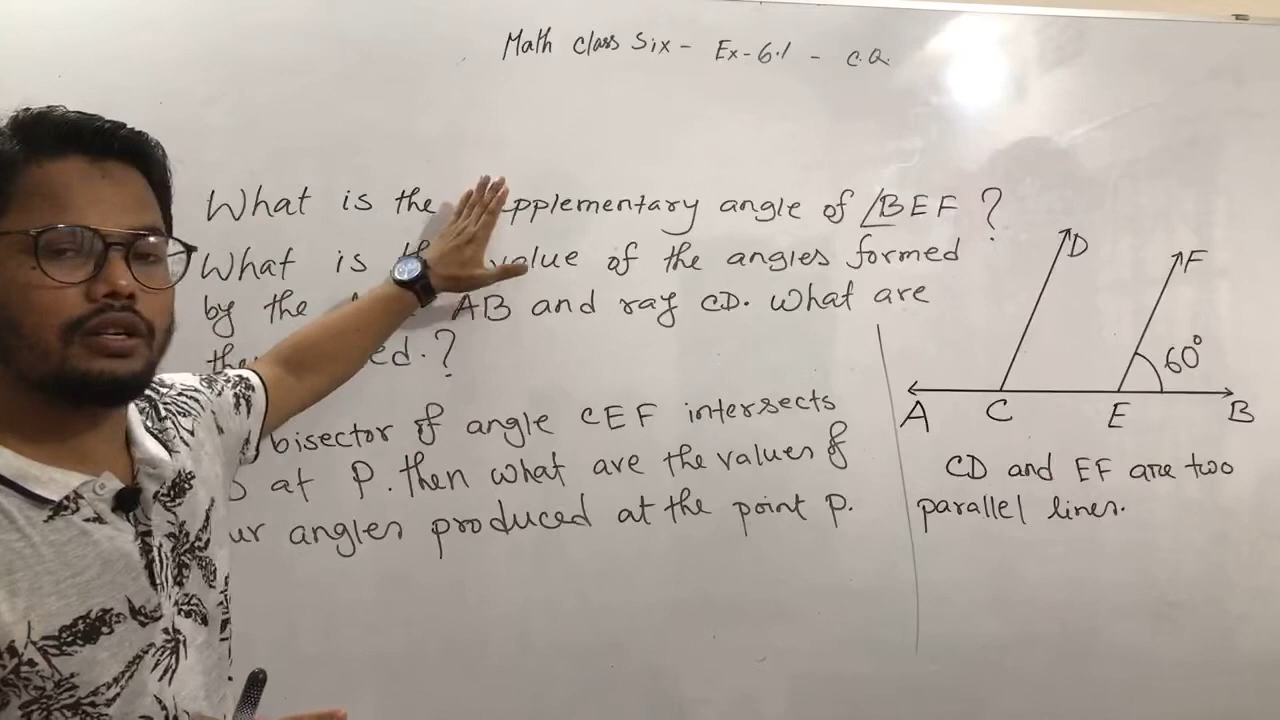 Math class Six - Ex-6.1 - C.Q.
What is the supplementary angle of ∠BEF ?
What is the value of the angles formed
by the AB and ray CD. What are
ed.?
bisector of angle CEF intersects
at P. then what are the values of
ur angles produced at the point P.
D
F
60°
A C E B
CD and EF are two
parallel lines.